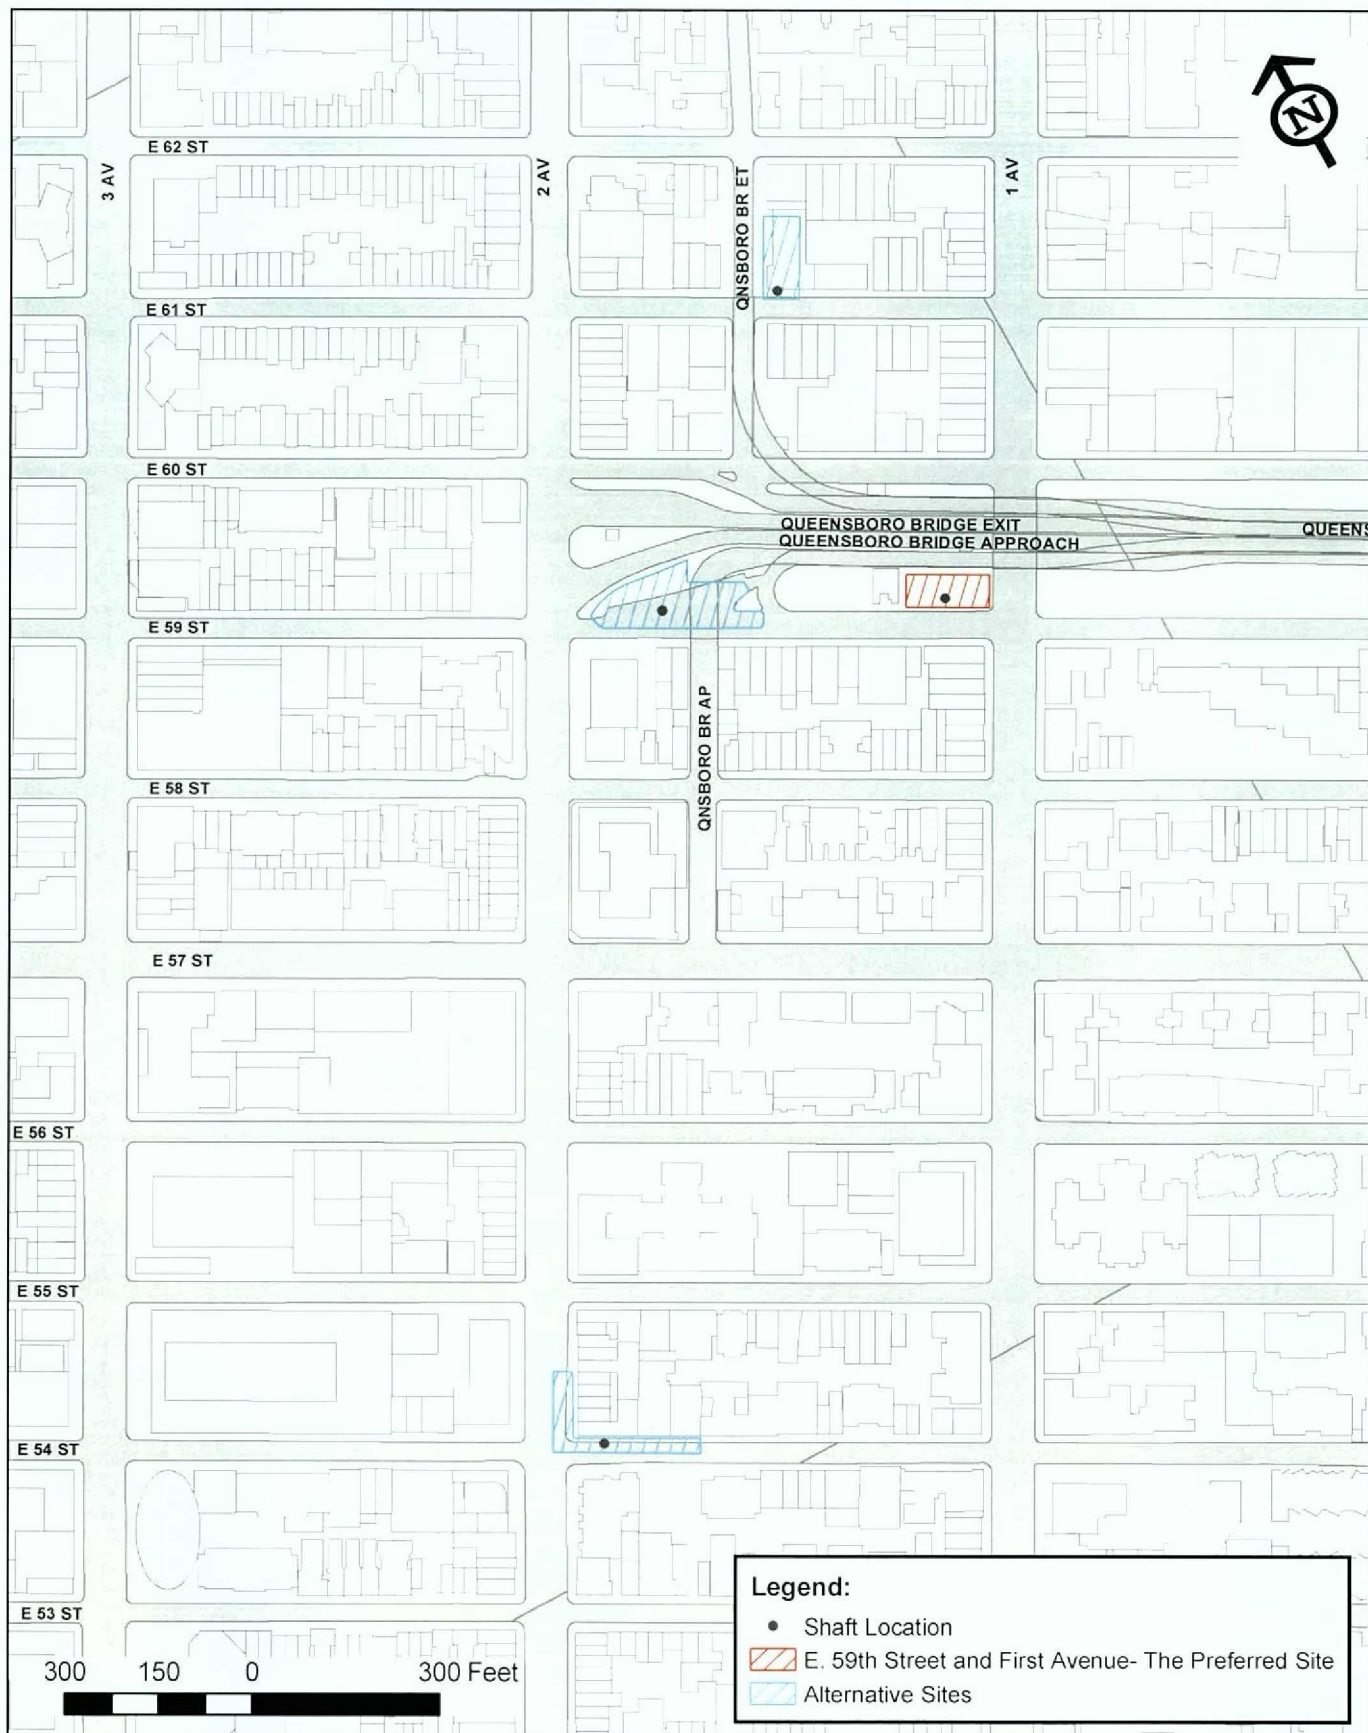 N
E 62 ST
3 AV
2 AV
QNSBORO BR ET
1 AV
E 61 ST
E 60 ST
QUEENSBORO BRIDGE EXIT
QUEENSBORO BRIDGE APPROACH
QUEENS
E 59 ST
QNSBORO BR AP
E 58 ST
E 57 ST
E 56 ST
E 55 ST
E 54 ST
E 53 ST
300 150 0 300 Feet
Legend:
Shaft Location
E. 59th Street and First Avenue- The Preferred Site
Alternative Sites